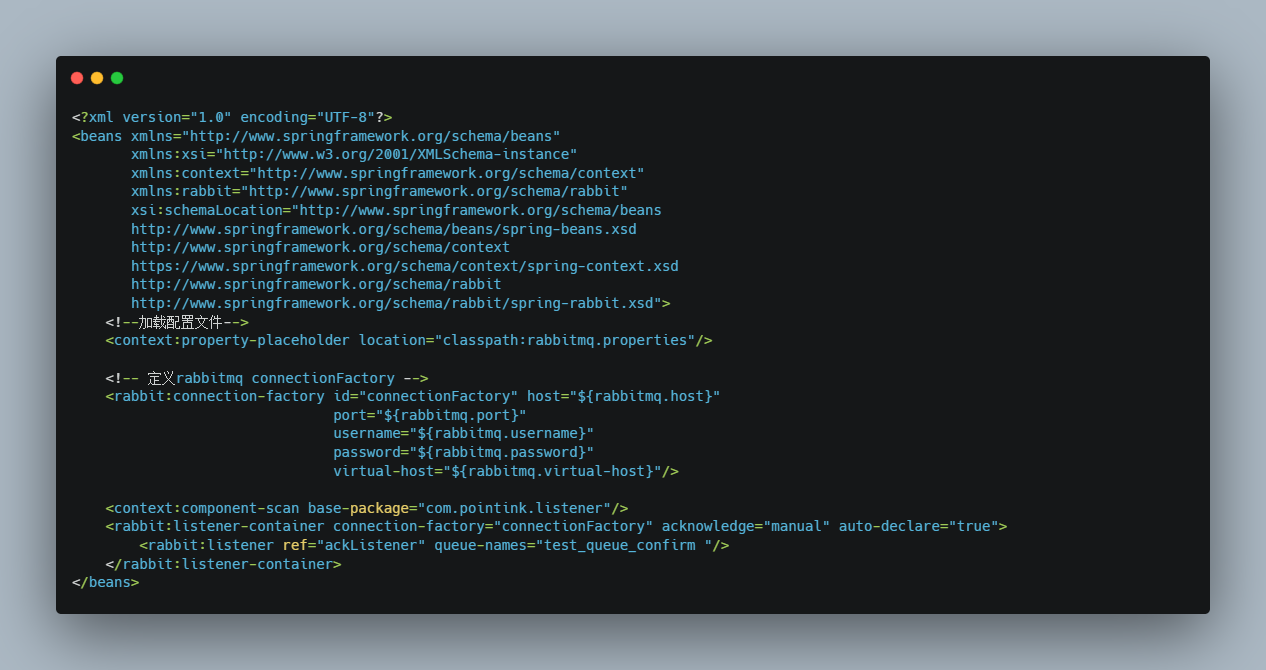 <?xml version="1.0" encoding="UTF-8"?>
<beans xmlns="http://www.springframework.org/schema/beans"
       xmlns:xsi="http://www.w3.org/2001/XMLSchema-instance"
       xmlns:context="http://www.springframework.org/schema/context"
       xmlns:rabbit="http://www.springframework.org/schema/rabbit"
       xsi:schemaLocation="http://www.springframework.org/schema/beans
       http://www.springframework.org/schema/beans/spring-beans.xsd
       http://www.springframework.org/schema/context
       https://www.springframework.org/schema/context/spring-context.xsd
       http://www.springframework.org/schema/rabbit
       http://www.springframework.org/schema/rabbit/spring-rabbit.xsd">
    <!--加载配置文件-->
    <context:property-placeholder location="classpath:rabbitmq.properties"/>

    <!-- 定义rabbitmq connectionFactory -->
    <rabbit:connection-factory id="connectionFactory" host="${rabbitmq.host}"
                               port="${rabbitmq.port}"
                               username="${rabbitmq.username}"
                               password="${rabbitmq.password}"
                               virtual-host="${rabbitmq.virtual-host}"/>

    <context:component-scan base-package="com.pointink.listener"/>
    <rabbit:listener-container connection-factory="connectionFactory" acknowledge="manual" auto-declare="true">
        <rabbit:listener ref="ackListener" queue-names="test_queue_confirm "/>
    </rabbit:listener-container>
</beans>